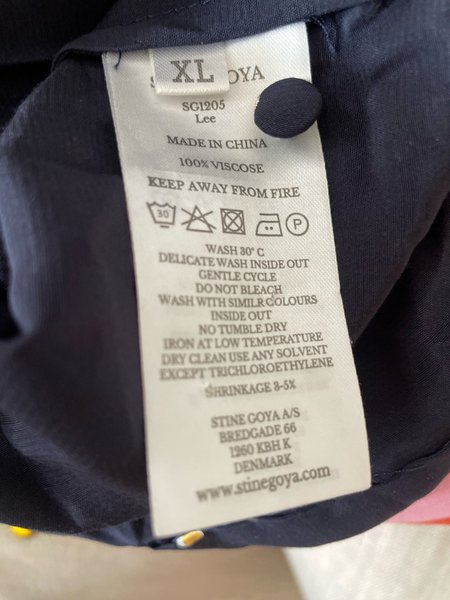 XL
OYA
SG1205
Lee
MADE IN CHINA
100% VISCOSE
KEEP AWAY FROM FIRE
30
P
WASH 30° C
DELICATE WASH INSIDE OUT
GENTLE CYCLE
DO NOT BLEACH
WASH WITH SIMILR COLOURS
INSIDE OUT
NO TUMBLE DRY
IRON AT LOW TEMPERATURE
DRY CLEAN USE ANY SOLVENT
EXCEPT TRICHLOROETHYLENE
SHRINKAGE 3-5%
STINE GOYA A/S
BREDGADE 66
1260 KBH K
DENMARK
www.stinegoya.com